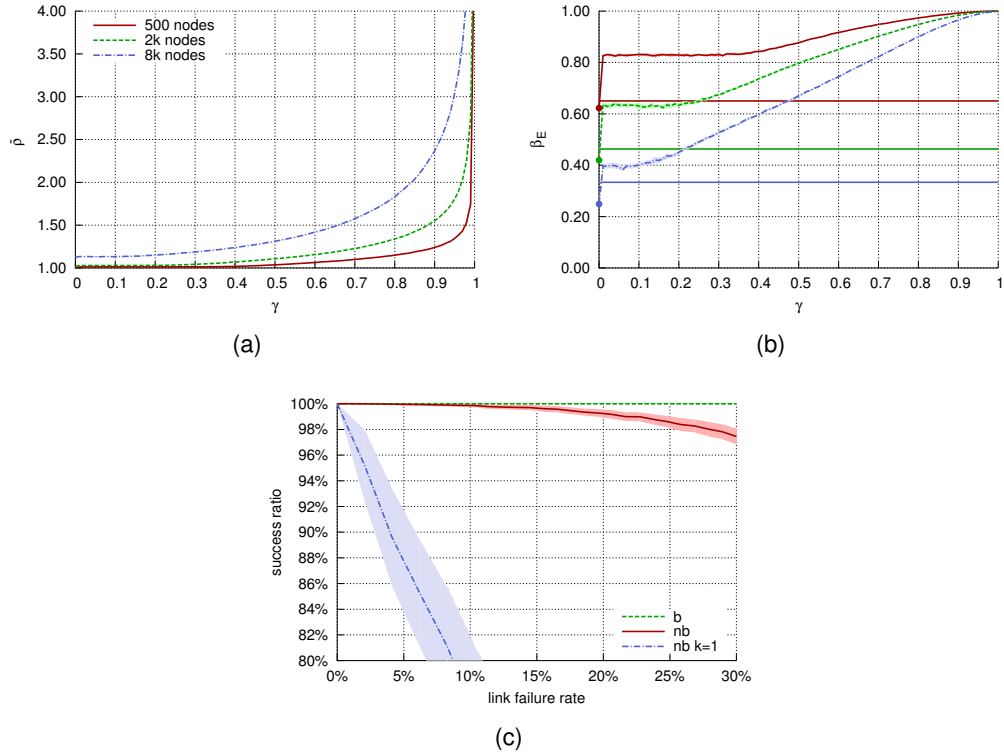 4.00
3.50
3.00
2.50
2.00
1.50
1.00
ρ̄
500 nodes
2k nodes
8k nodes
0 0.1 0.2 0.3 0.4 0.5 0.6 0.7 0.8 0.9 1
γ
(a)
1.00
0.80
0.60
0.40
0.20
0.00
β_E
0 0.1 0.2 0.3 0.4 0.5 0.6 0.7 0.8 0.9 1
γ
(b)
100%
98%
96%
94%
92%
90%
88%
86%
84%
82%
80%
success ratio
b
nb
nb k=1
0% 5% 10% 15% 20% 25% 30%
link failure rate
(c)